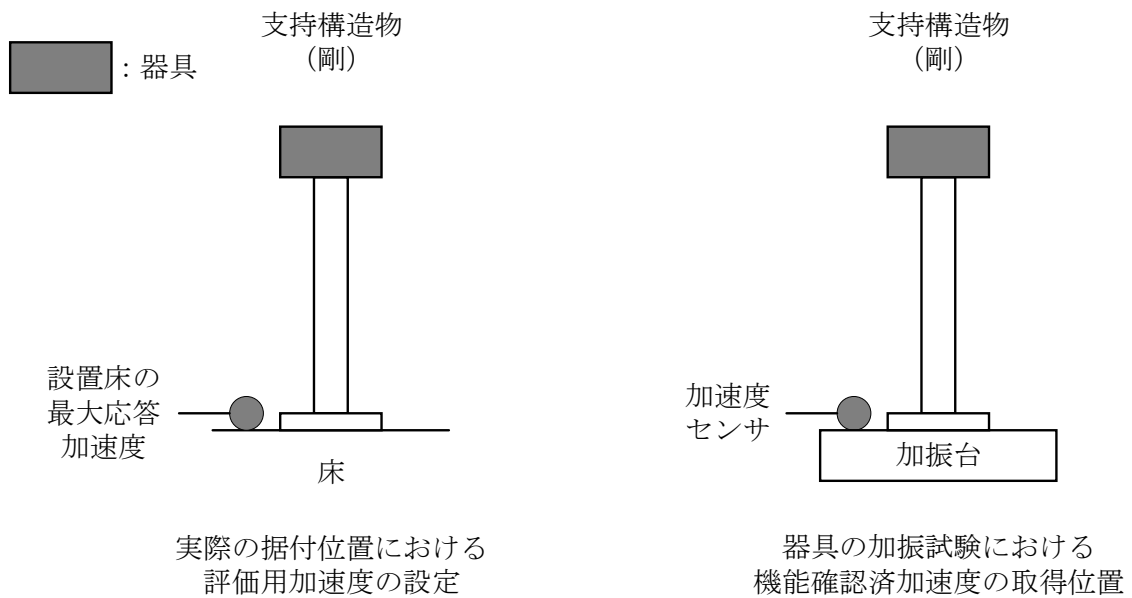 支持構造物
（剛）
：器具
設置床の
最大応答
加速度
床
実際の据付位置における
評価用加速度の設定
支持構造物
（剛）
加速度
センサ
加振台
器具の加振試験における
機能確認済加速度の取得位置